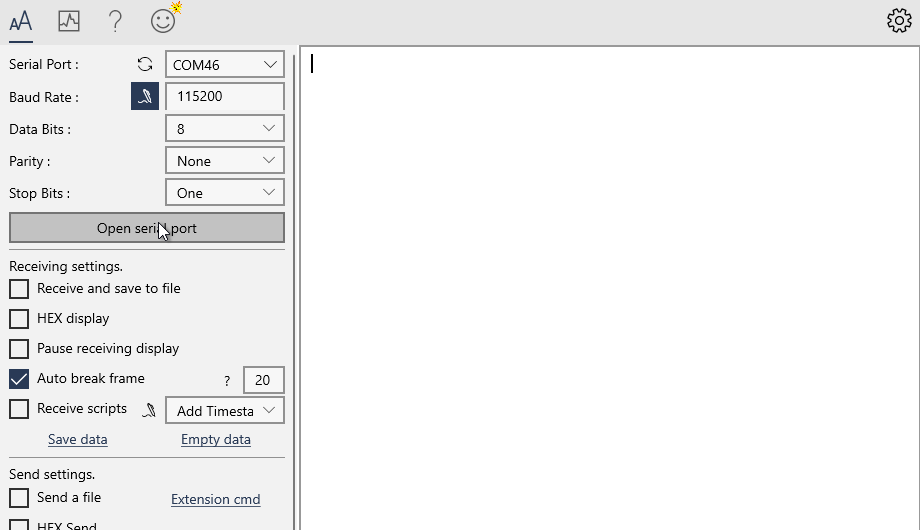 AA
?
Serial Port :
COM46
Baud Rate :
115200
Data Bits :
8
Parity :
None
Stop Bits :
One
Open serial port
Receiving settings.
Receive and save to file
HEX display
Pause receiving display
Auto break frame
?
20
Receive scripts
Add Timesta
Save data
Empty data
Send settings.
Send a file
Extension cmd
HEX Send